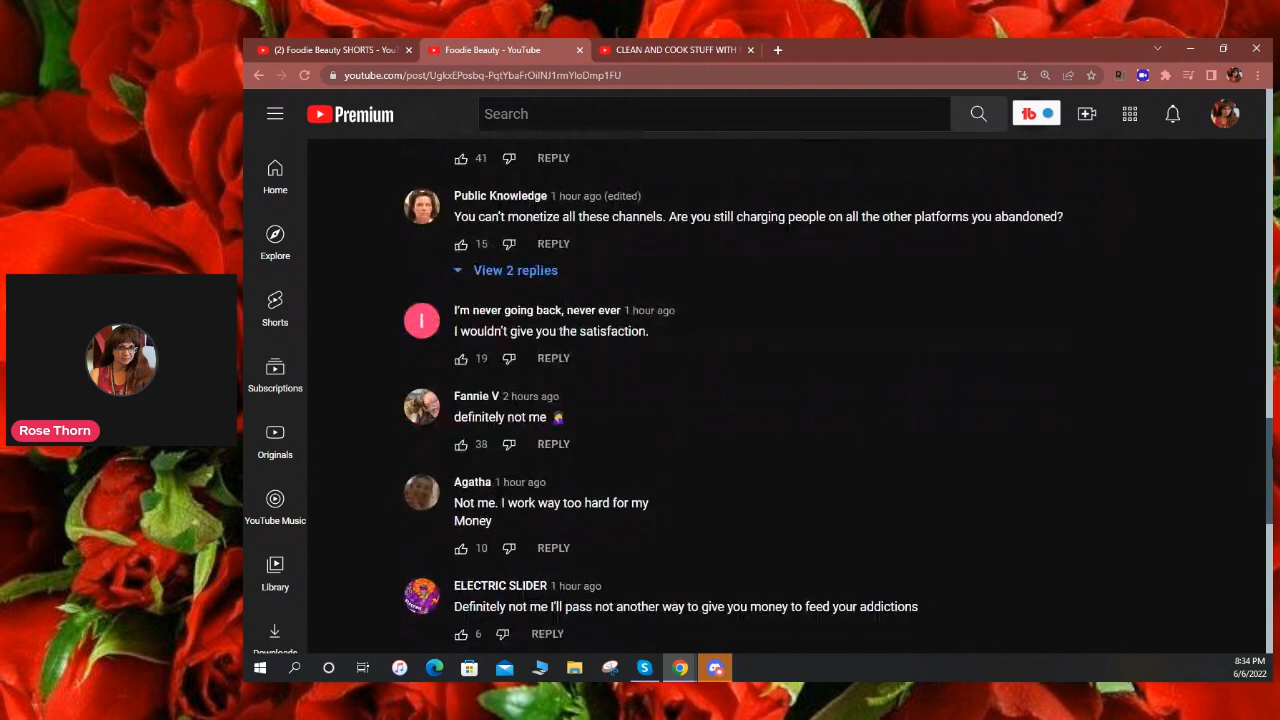 (2) Foodie Beauty SHORTS - You
Foodie Beauty - YouTube
CLEAN AND COOK STUFF WITH
youtube.com/post/UgkxEPosbq-PqtYbaFrOilNJ1rmYloDmp1FU
Premium
Search
tb
41
REPLY
Public Knowledge 1 hour ago (edited)
You can't monetize all these channels. Are you still charging people on all the other platforms you abandoned?
15
REPLY
View 2 replies
I
I'm never going back, never ever 1 hour ago
I wouldn't give you the satisfaction.
19
REPLY
Fannie V 2 hours ago
definitely not me 🤦‍♀️
38
REPLY
Agatha 1 hour ago
Not me. I work way too hard for my
Money
10
REPLY
ELECTRIC SLIDER 1 hour ago
Definitely not me I'll pass not another way to give you money to feed your addictions
6
REPLY
Home
Explore
Shorts
Subscriptions
Originals
YouTube Music
Library
Downloads
Rose Thorn
8:34 PM
6/6/2022